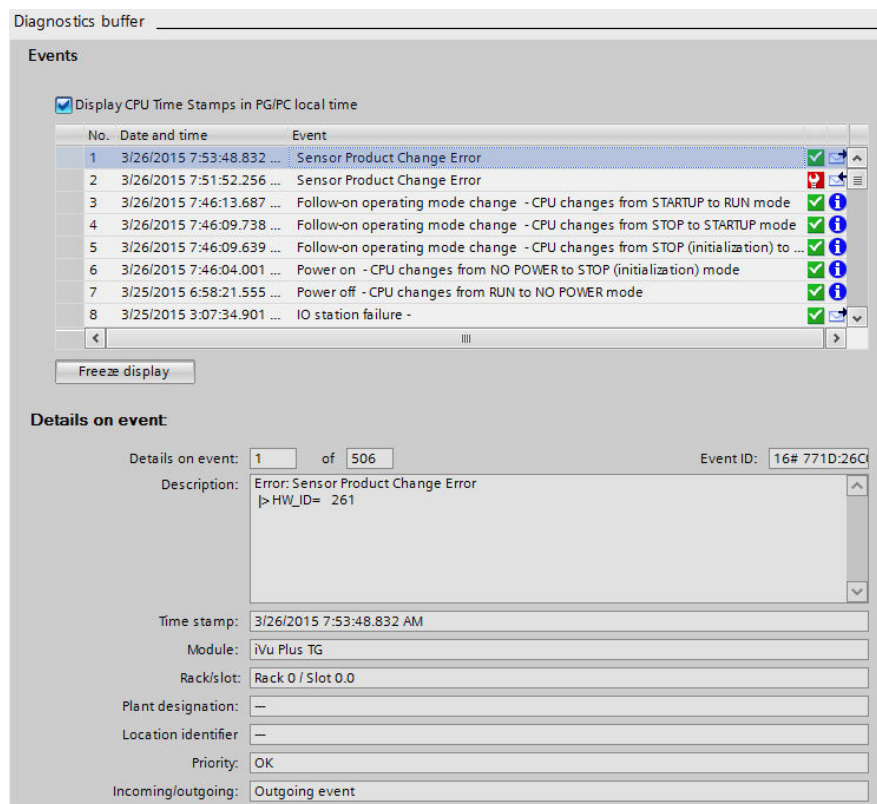 Diagnostics buffer
Events
Display CPU Time Stamps in PG/PC local time
No. Date and time Event
1 3/26/2015 7:53:48.832 ... Sensor Product Change Error
2 3/26/2015 7:51:52.256 ... Sensor Product Change Error
3 3/26/2015 7:46:13.687 ... Follow-on operating mode change - CPU changes from STARTUP to RUN mode
4 3/26/2015 7:46:09.738 ... Follow-on operating mode change - CPU changes from STOP to STARTUP mode
5 3/26/2015 7:46:09.639 ... Follow-on operating mode change - CPU changes from STOP (initialization) to ...
6 3/26/2015 7:46:04.001 ... Power on - CPU changes from NO POWER to STOP (initialization) mode
7 3/25/2015 6:58:21.555 ... Power off - CPU changes from RUN to NO POWER mode
8 3/25/2015 3:07:34.901 ... IO station failure -
Freeze display
Details on event:
Details on event: 1 of 506 Event ID: 16# 771D:26C
Description: Error: Sensor Product Change Error
|> HW_ID= 261
Time stamp: 3/26/2015 7:53:48.832 AM
Module: iVu Plus TG
Rack/slot: Rack 0 / Slot 0.0
Plant designation: —
Location identifier —
Priority: OK
Incoming/outgoing: Outgoing event